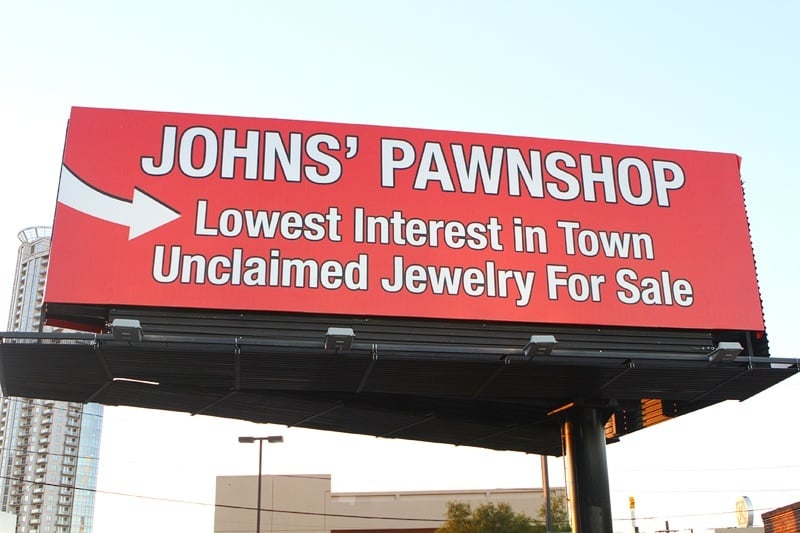 JOHNS' PAWNSHOP
Lowest Interest in Town
Unclaimed Jewelry For Sale